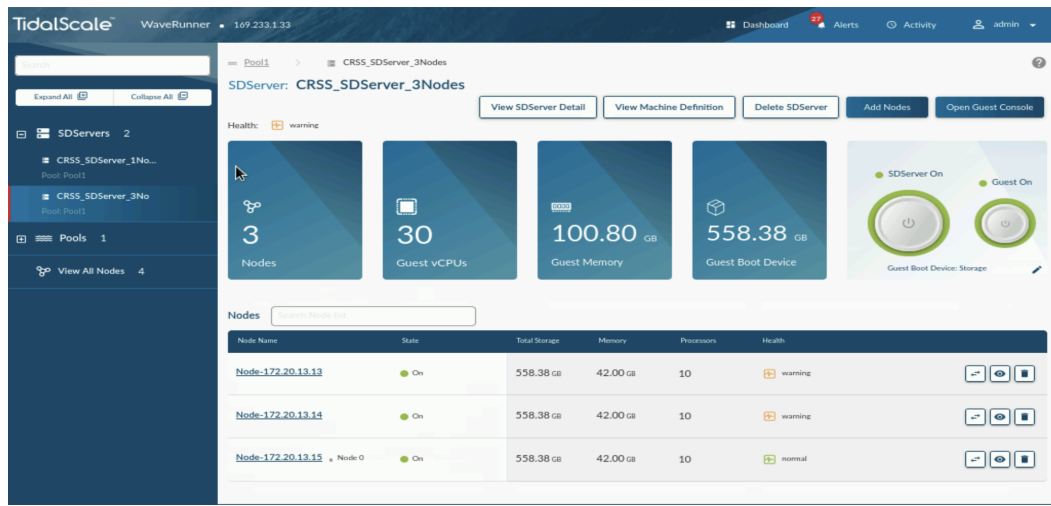 TidalScale™ WaveRunner • 169.233.1.33 Dashboard 27 Alerts Activity admin
Search
Expand All Collapse All
SDServers 2
CRSS_SDServer_1No...
Pool: Pool1
CRSS_SDServer_3No
Pool: Pool1
Pools 1
View All Nodes 4
Pool1 > CRSS_SDServer_3Nodes ?
SDServer: CRSS_SDServer_3Nodes
View SDServer Detail View Machine Definition Delete SDServer Add Nodes Open Guest Console
Health: warning
3
Nodes
30
Guest vCPUs
100.80 GB
Guest Memory
558.38 GB
Guest Boot Device
SDServer On
Guest On
Guest Boot Device: Storage
Nodes Search Node list
Node Name State Total Storage Memory Processors Health
Node-172.20.13.13 On 558.38 GB 42.00 GB 10 warning
Node-172.20.13.14 On 558.38 GB 42.00 GB 10 warning
Node-172.20.13.15 • Node 0 On 558.38 GB 42.00 GB 10 normal